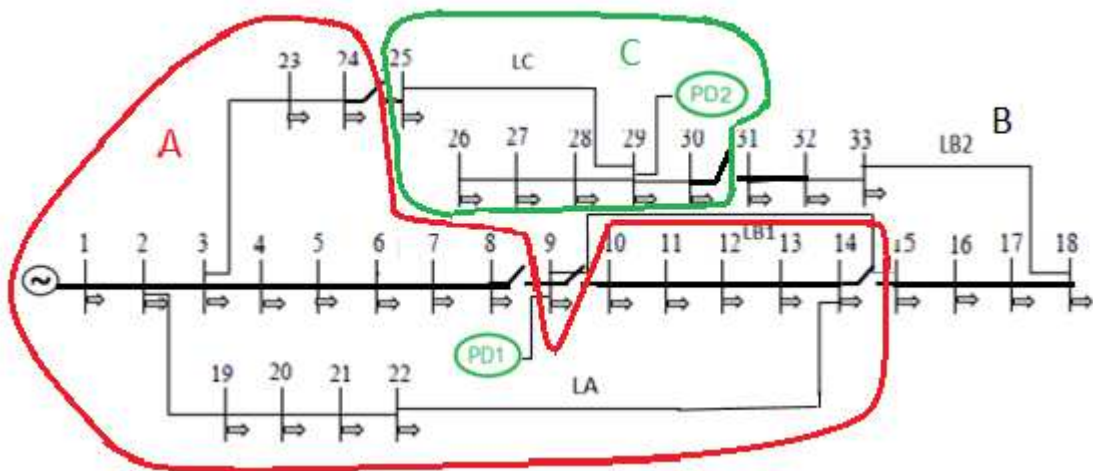 23 24 25 LC C PD2
A
26 27 28 29 30 31 32 33 LB2 B
1 2 3 4 5 6 7 8 9 10 11 LB1 12 13 14 15 16 17 18
~
PD1
19 20 21 22 LA